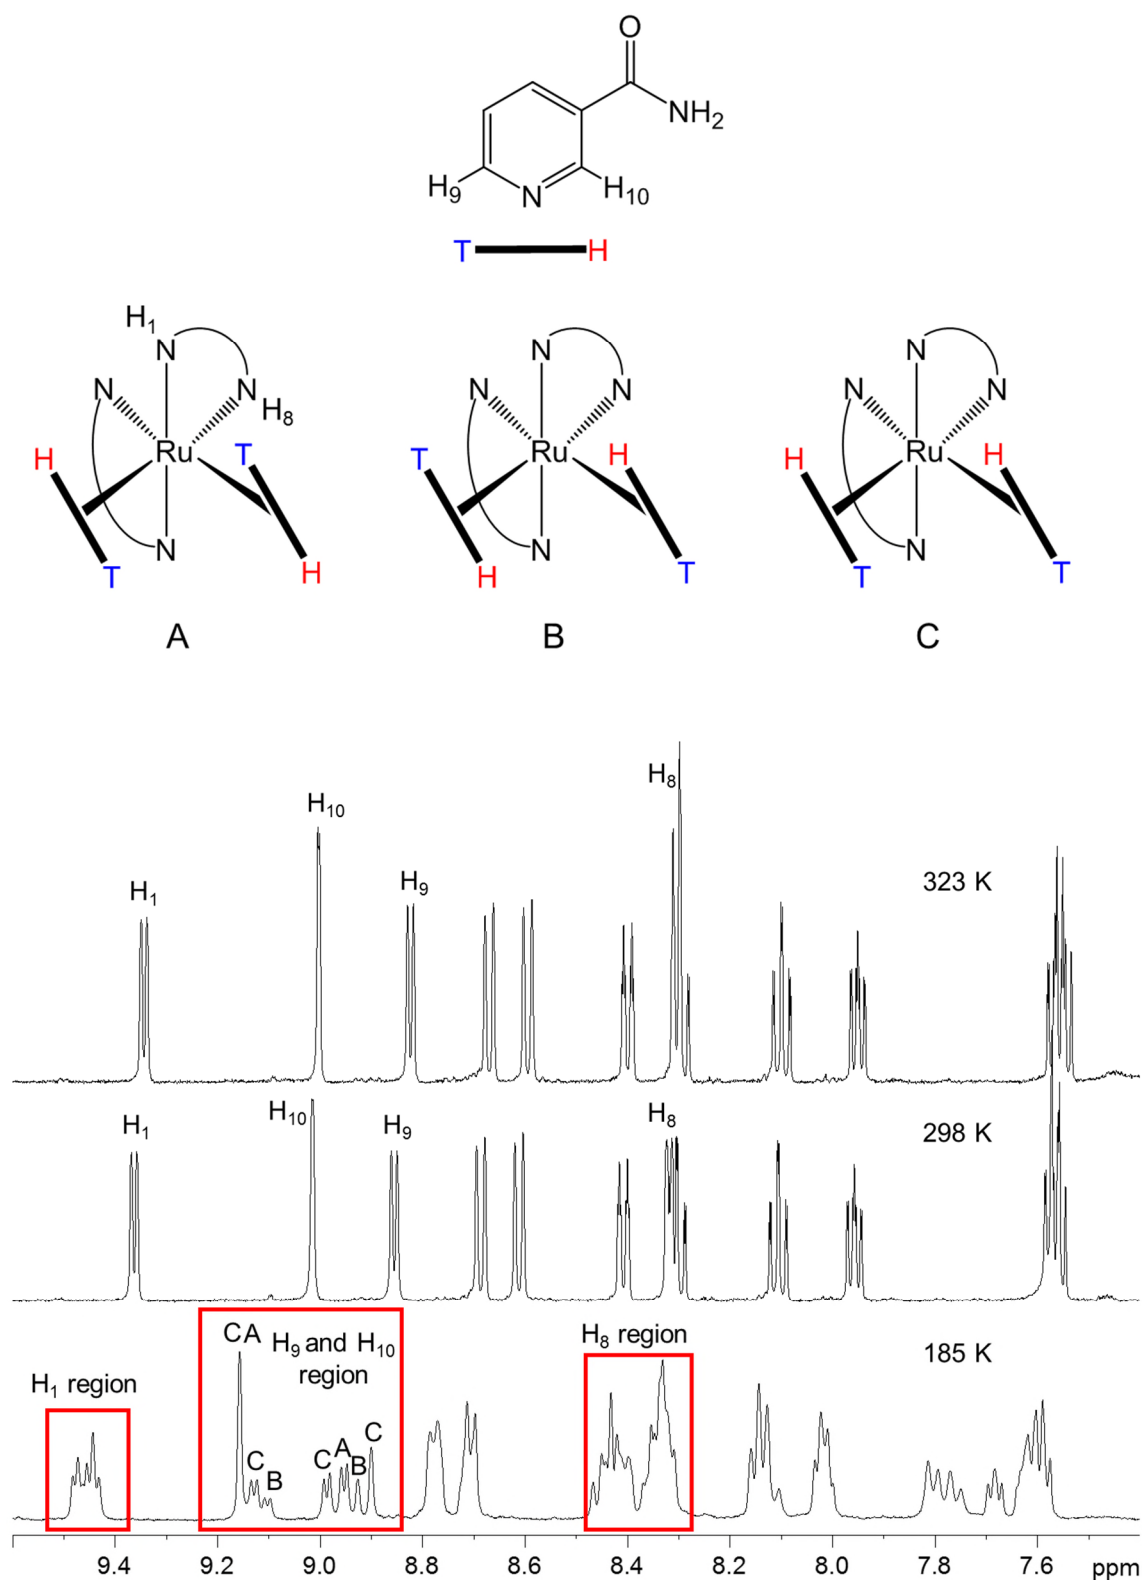 O
NH2
H9 N H10
T H
H1
N N N
N N H8 N N N N
H T T H H H
Ru Ru Ru
N N N
T H H T T T
A B C
H8
H10
323 K
H9
H1
H10 H8
H1 H9 298 K
CA H9 and H10 H8 region
region 185 K
H1 region
C B C A B C
9.4 9.2 9.0 8.8 8.6 8.4 8.2 8.0 7.8 7.6 ppm